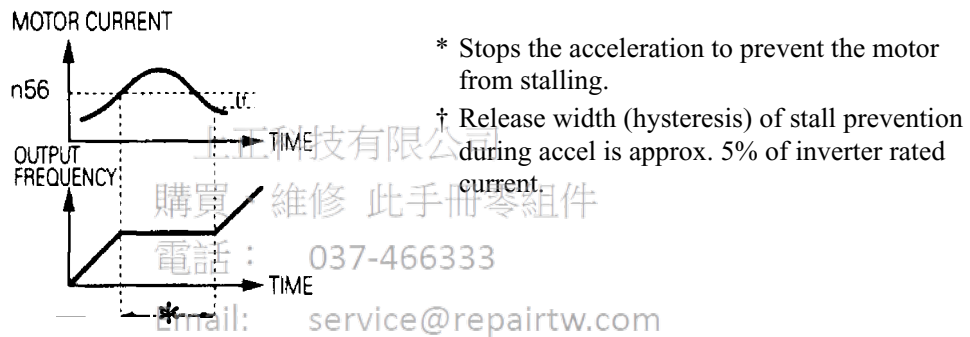 MOTOR CURRENT
n56
TIME
OUTPUT
FREQUENCY
TIME
*
* Stops the acceleration to prevent the motor
from stalling.
† Release width (hysteresis) of stall prevention
during accel is approx. 5% of inverter rated
current.
上正科技有限公司
購買、維修 此手冊零組件
電話： 037-466333
Email: service@repairtw.com